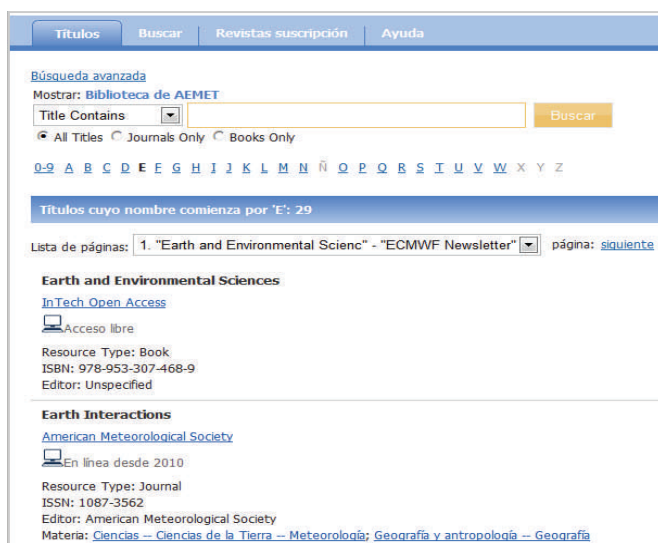 Títulos Buscar Revistas suscripción Ayuda
Búsqueda avanzada
Mostrar: Biblioteca de AEMET
Title Contains Buscar
All Titles Journals Only Books Only
0-9 A B C D E F G H I J K L M N Ñ O P Q R S T U V W X Y Z
Títulos cuyo nombre comienza por 'E': 29
Lista de páginas: 1. "Earth and Environmental Scienc" - "ECMWF Newsletter" página: siguiente
Earth and Environmental Sciences
InTech Open Access
Acceso libre
Resource Type: Book
ISBN: 978-953-307-468-9
Editor: Unspecified
Earth Interactions
American Meteorological Society
En línea desde 2010
Resource Type: Journal
ISSN: 1087-3562
Editor: American Meteorological Society
Materia: Ciencias -- Ciencias de la Tierra -- Meteorología; Geografía y antropología -- Geografía